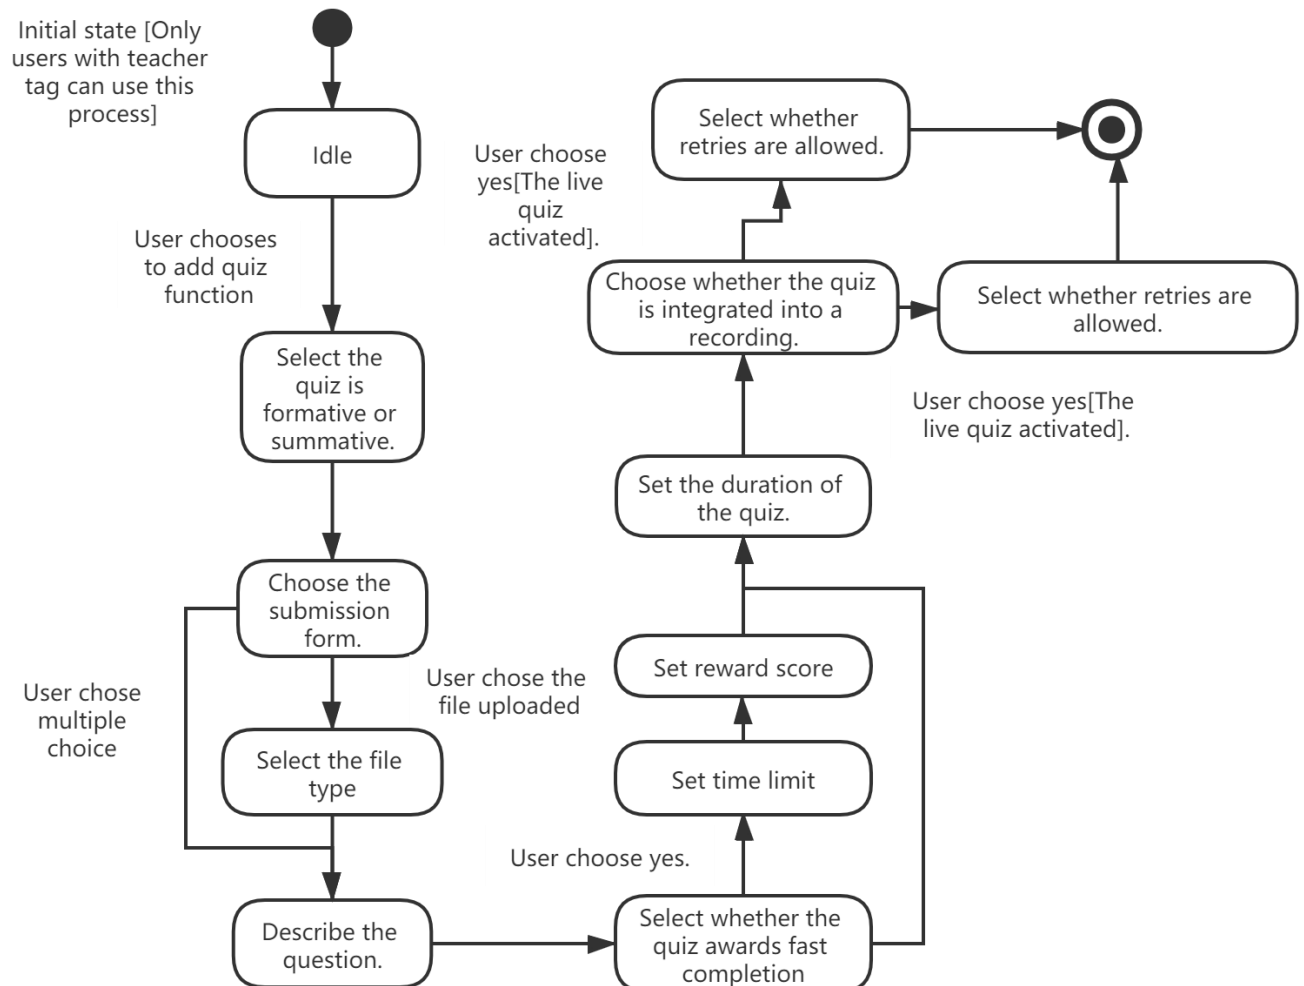 Initial state [Only
users with teacher
tag can use this
process]
Idle
User chooses
to add quiz
function
Select the
quiz is
formative or
summative.
Choose the
submission
form.
User chose
multiple
choice
User chose the
file uploaded
Select the file
type
Describe the
question.
Select whether the
quiz awards fast
completion
User choose yes.
Set time limit
Set reward score
Set the duration of
the quiz.
Choose whether the quiz
is integrated into a
recording.
User choose
yes[The live
quiz
activated].
Select whether
retries are allowed.
Select whether retries are
allowed.
User choose yes[The
live quiz activated].